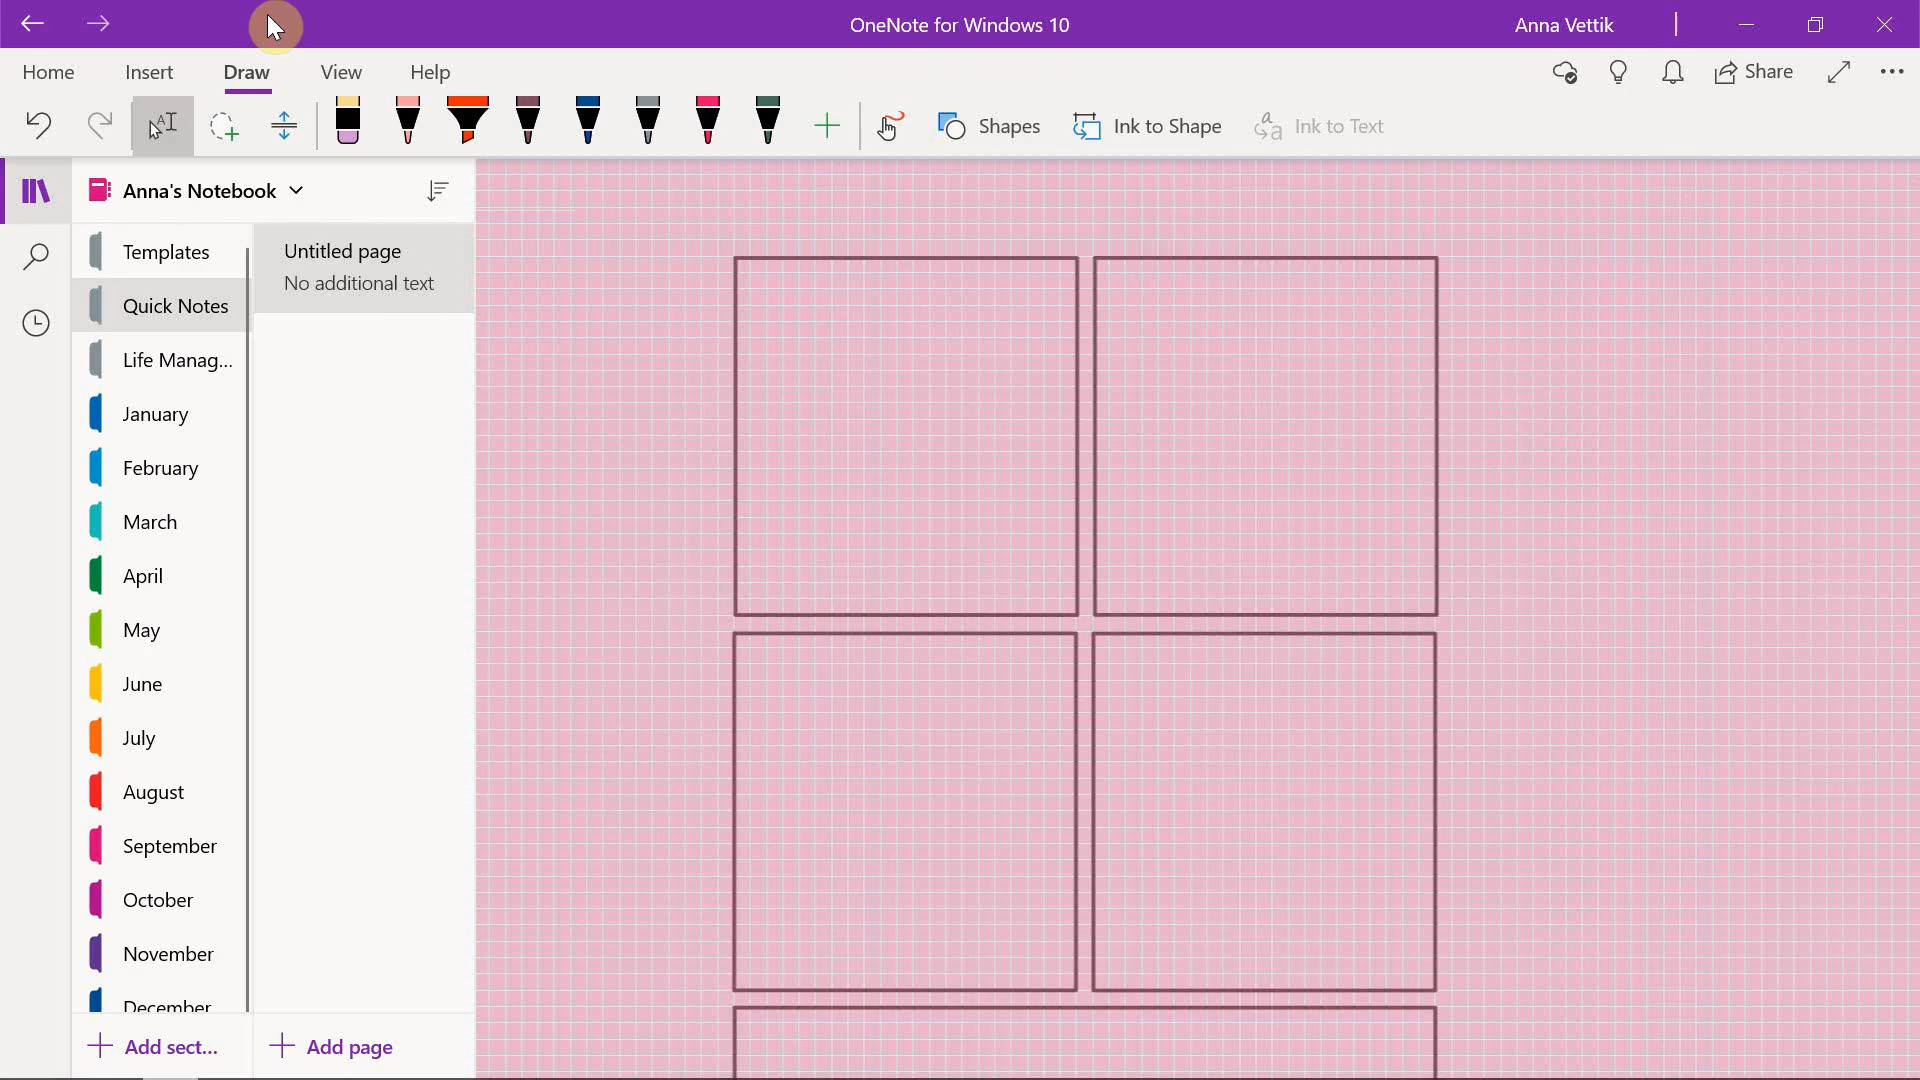 OneNote for Windows 10
Anna Vettik
Home Insert Draw View Help
Share
Shapes
Ink to Shape
Ink to Text
Anna's Notebook
Templates
Quick Notes
Life Manag...
January
February
March
April
May
June
July
August
September
October
November
December
Add sect...
Untitled page
No additional text
Add page